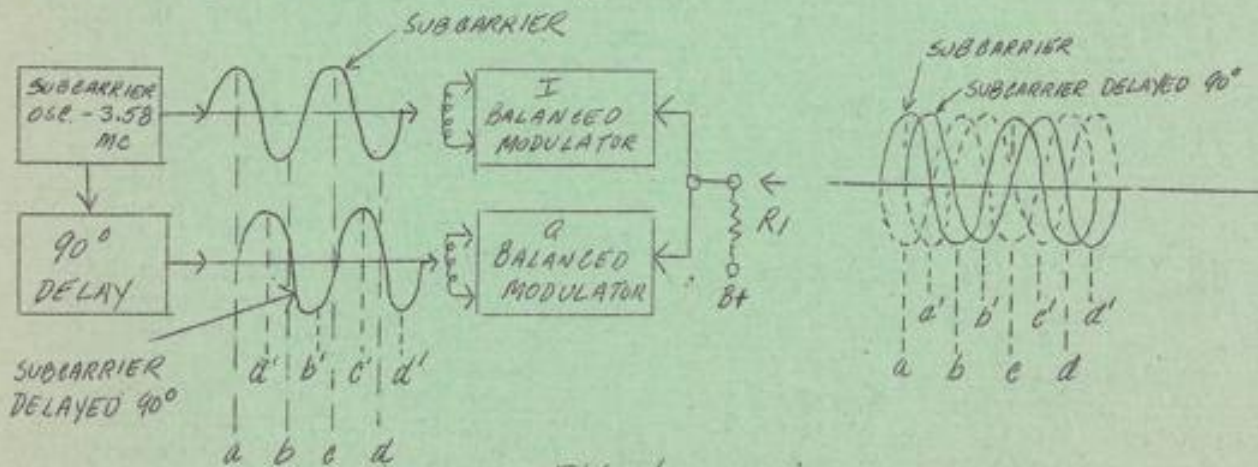 SUBCARRIER
SUBCARRIER
OSC. - 3.58
MC
I
BALANCED
MODULATOR
90°
DELAY
Q
BALANCED
MODULATOR
R1
B+
SUBCARRIER
DELAYED 90°
a' b' c' d'
a b c d
SUBCARRIER
SUBCARRIER DELAYED 90°
a' b' c' d'
a b c d